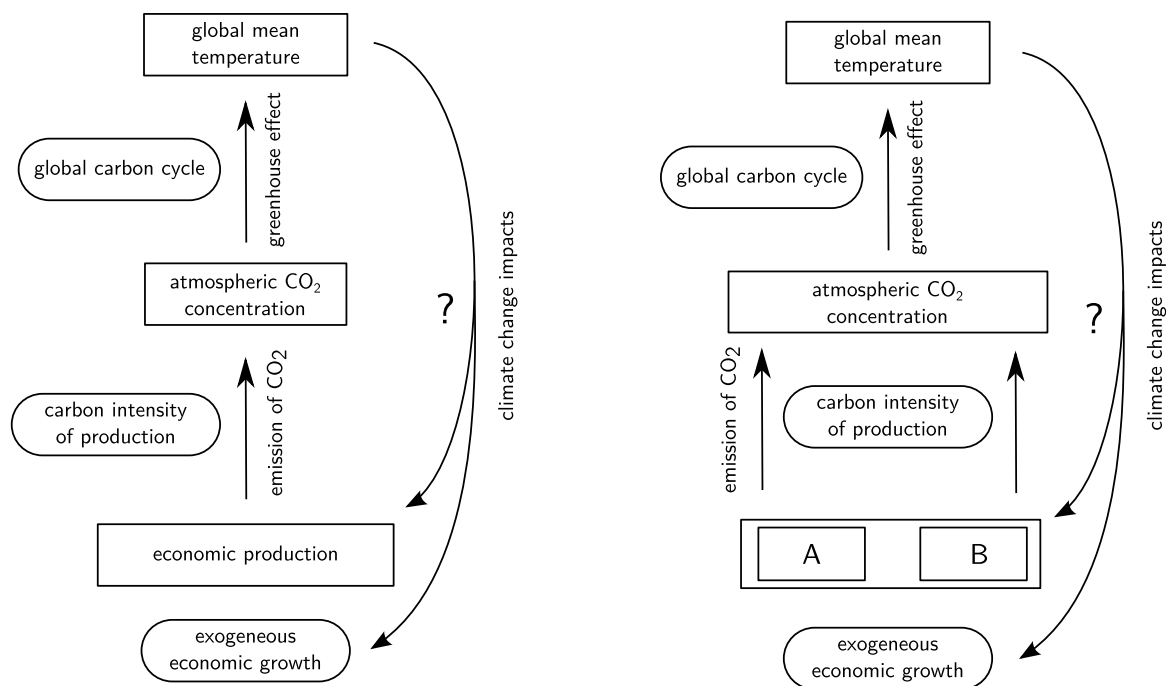 global mean
temperature
greenhouse effect
global carbon cycle
atmospheric CO₂
concentration
?
climate change impacts
emission of CO2
carbon intensity
of production
economic production
exogeneous
economic growth
global mean
temperature
greenhouse effect
global carbon cycle
atmospheric CO₂
concentration
?
climate change impacts
emission of CO2
carbon intensity
of production
A
B
exogeneous
economic growth